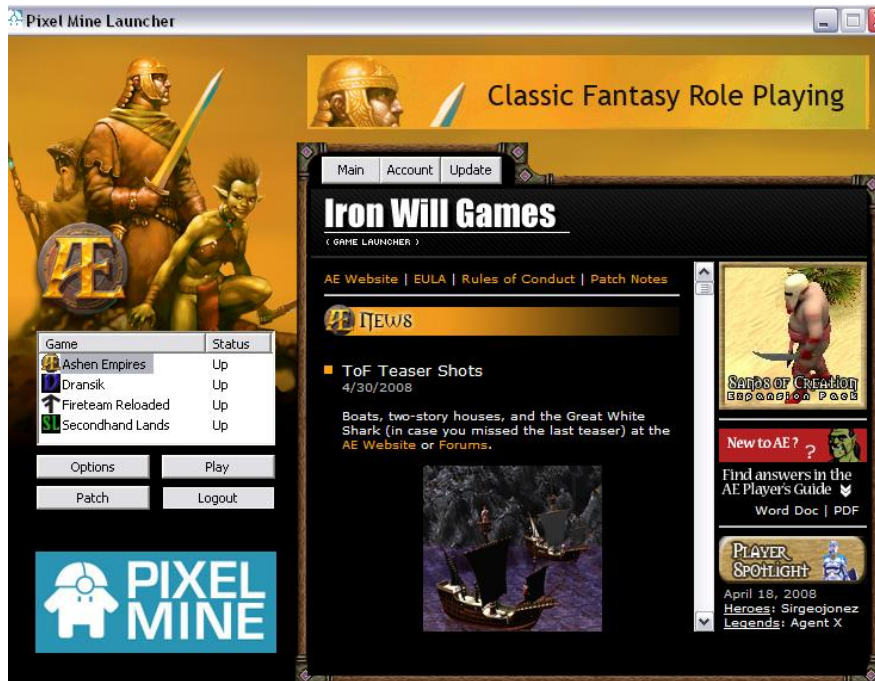 Pixel Mine Launcher
Classic Fantasy Role Playing
Main Account Update
Iron Will Games
( GAME LAUNCHER )
AE Website | EULA | Rules of Conduct | Patch Notes
AE NEWS
ToF Teaser Shots
4/30/2008
Boats, two-story houses, and the Great White
Shark (in case you missed the last teaser) at the
AE Website or Forums.
AE
Game Status
Ashen Empires Up
Dransik Up
Fireteam Reloaded Up
SL Secondhand Lands Up
Options Play
Patch Logout
PIXEL
MINE
SANDS OF CREATION
EXPANSION PACK
New to AE? ?
Find answers in the
AE Player's Guide
Word Doc | PDF
PLAYER
SPOTLIGHT
April 18, 2008
Heroes: Sirgeojonez
Legends: Agent X